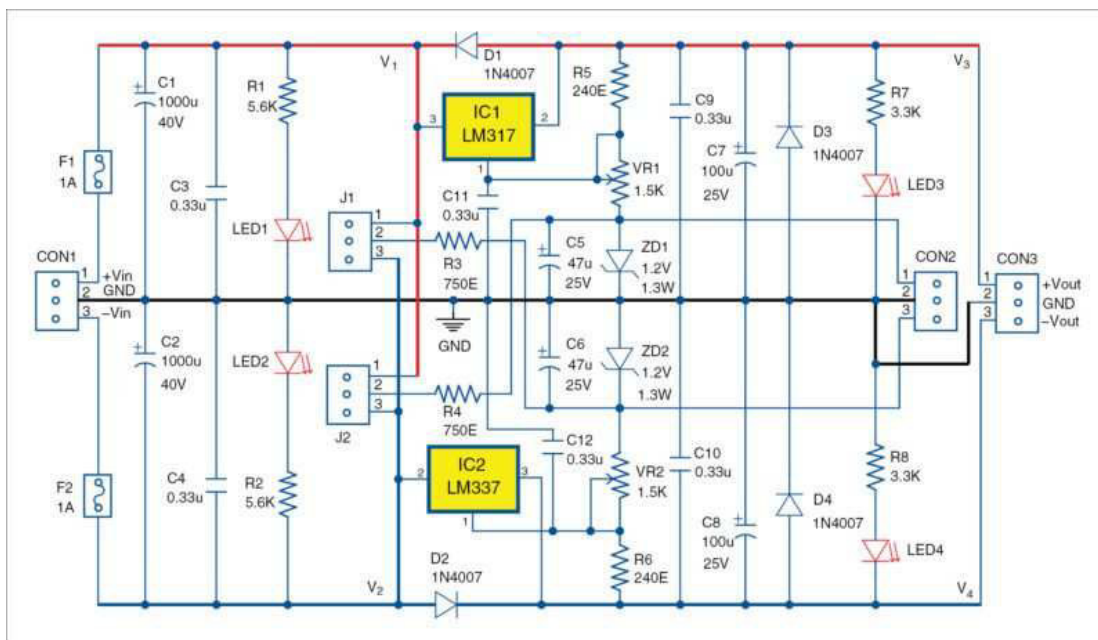 V1
D1
1N4007
V3
C1
1000u
40V
R1
5.6K
R5
240E
C9
0.33u
R7
3.3K
3
IC1
LM317
2
1
F1
1A
C3
0.33u
VR1
1.5K
C7
100u
25V
D3
1N4007
LED3
C11
0.33u
J1
1
2
3
LED1
R3
750E
C5
47u
25V
ZD1
1.2V
1.3W
CON2
1
2
3
CON3
1
2
3
+Vout
GND
–Vout
CON1
1
2
3
+Vin
GND
–Vin
GND
C2
1000u
40V
LED2
J2
1
2
3
R4
750E
C6
47u
25V
ZD2
1.2V
1.3W
C12
0.33u
C4
0.33u
R2
5.6K
2
IC2
LM337
3
1
VR2
1.5K
C10
0.33u
R8
3.3K
F2
1A
C8
100u
25V
D4
1N4007
LED4
R6
240E
D2
1N4007
V2
V4